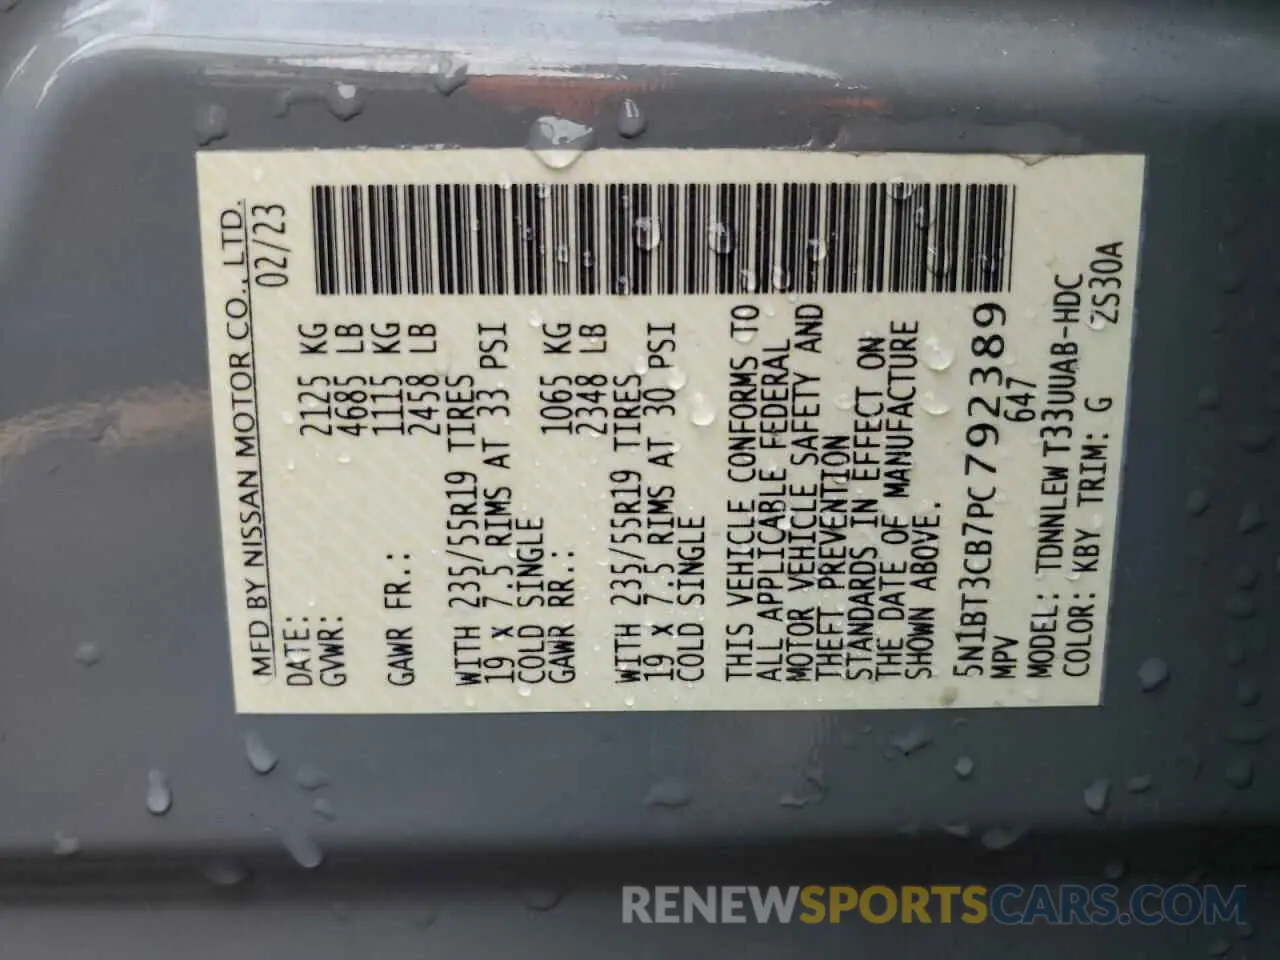 MFD BY NISSAN MOTOR CO., LTD.
DATE: 02/23
GVWR: 2125 KG
4685 LB
GAWR FR.: 1115 KG
2458 LB
WITH 235/55R19 TIRES
19 X 7.5 RIMS AT 33 PSI
COLD SINGLE
GAWR RR.: 1065 KG
2348 LB
WITH 235/55R19 TIRES
19 X 7.5 RIMS AT 30 PSI
COLD SINGLE
THIS VEHICLE CONFORMS TO
ALL APPLICABLE FEDERAL
MOTOR VEHICLE SAFETY AND
THEFT PREVENTION
STANDARDS IN EFFECT ON
THE DATE OF MANUFACTURE
SHOWN ABOVE.
5N1BT3CB7PC792389
MPV 647
MODEL: TDNNLEW T33UUAB-HDC
COLOR: KBY TRIM: G ZS30A
RENEWSPORTSCARS.COM